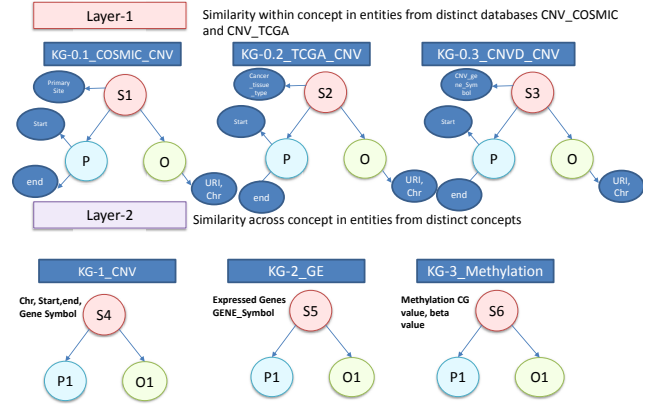 Layer-1
Similarity within concept in entities from distinct databases CNV_COSMIC
and CNV_TCGA
KG-0.1_COSMIC_CNV
KG-0.2_TCGA_CNV
KG-0.3_CNVD_CNV
Primary
Site
S1
Cancer
_tissue
_type
S2
CNV_ge
ne_Sym
bol
S3
Start
Start
Start
P
O
P
O
P
O
end
URI,
Chr
end
URI,
Chr
end
URI,
Chr
Layer-2
Similarity across concept in entities from distinct concepts
KG-1_CNV
KG-2_GE
KG-3_Methylation
Chr, Start,end,
Gene Symbol
S4
Expressed Genes
GENE_Symbol
S5
Methylation CG
value, beta
value
S6
P1
O1
P1
O1
P1
O1